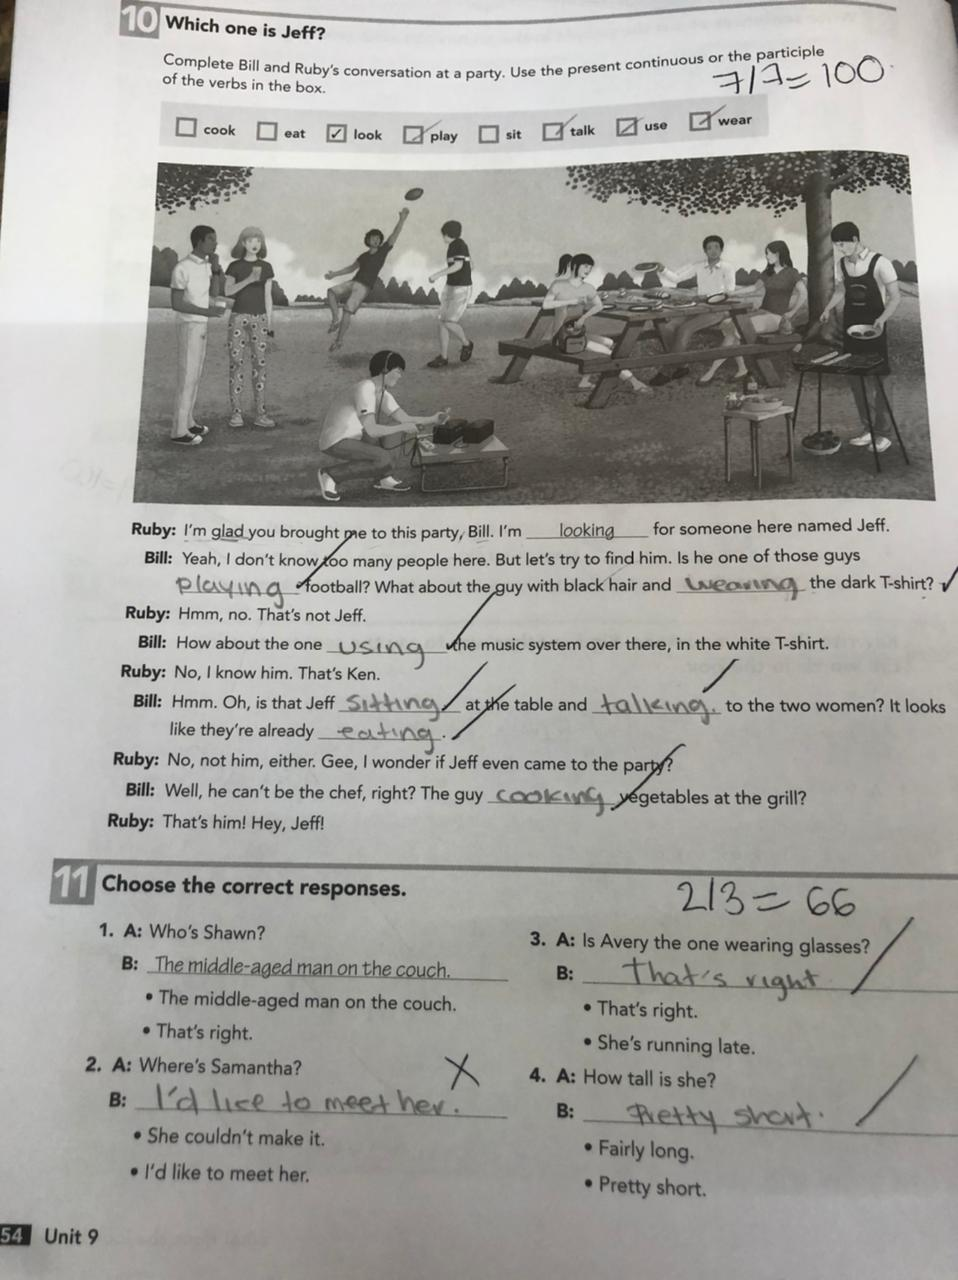 10 Which one is Jeff?
Complete Bill and Ruby's conversation at a party. Use the present continuous or the participle
of the verbs in the box.
7/7= 100
cook eat ✓ look play sit talk use wear
Ruby: I'm glad you brought me to this party, Bill. I'm looking for someone here named Jeff.
Bill: Yeah, I don't know too many people here. But let's try to find him. Is he one of those guys
playing football? What about the guy with black hair and wearing the dark T-shirt?
Ruby: Hmm, no. That's not Jeff.
Bill: How about the one using the music system over there, in the white T-shirt.
Ruby: No, I know him. That's Ken.
Bill: Hmm. Oh, is that Jeff sitting at the table and talking. to the two women? It looks
like they're already eating.
Ruby: No, not him, either. Gee, I wonder if Jeff even came to the party?
Bill: Well, he can't be the chef, right? The guy cooking vegetables at the grill?
Ruby: That's him! Hey, Jeff!
11 Choose the correct responses.
2/3= 66
1. A: Who's Shawn?
B: The middle-aged man on the couch.
• The middle-aged man on the couch.
• That's right.
2. A: Where's Samantha?
B: I'd like to meet her.
• She couldn't make it.
• I'd like to meet her.
3. A: Is Avery the one wearing glasses?
B: That's right.
• That's right.
• She's running late.
4. A: How tall is she?
B: Pretty short.
• Fairly long.
• Pretty short.
54 Unit 9